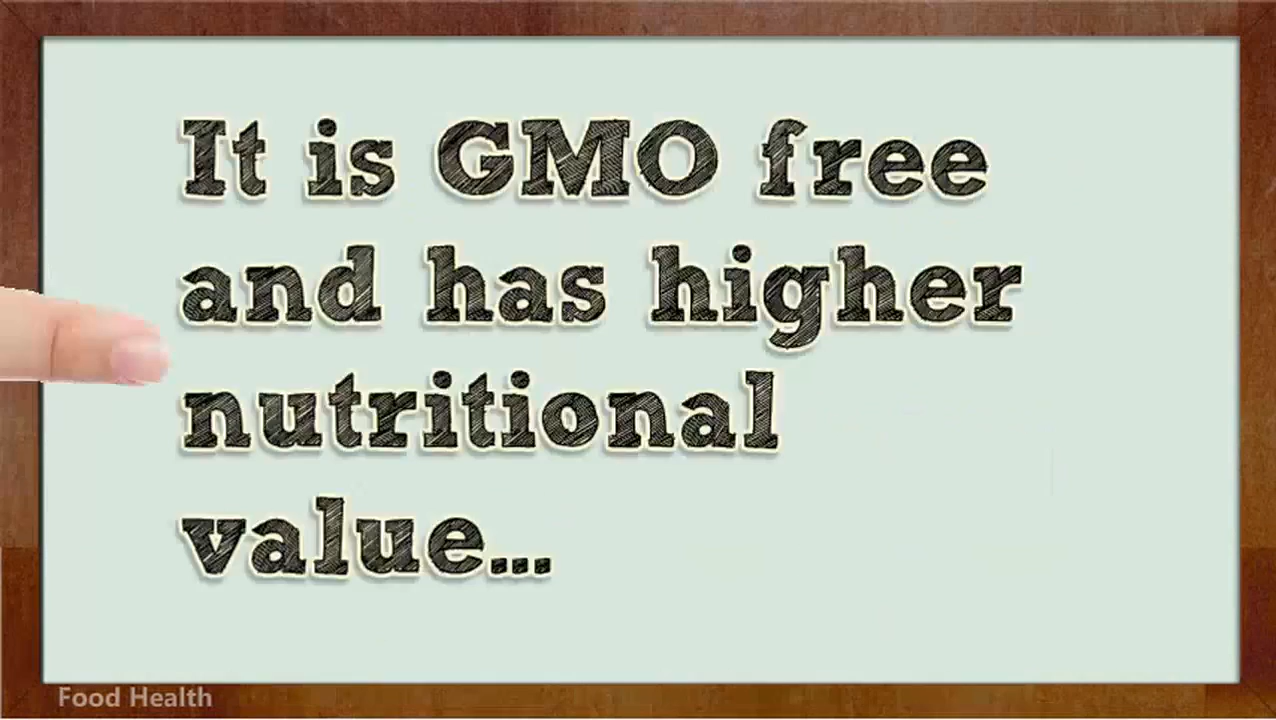 It is GMO free
and has higher
nutritional
value...
Food Health